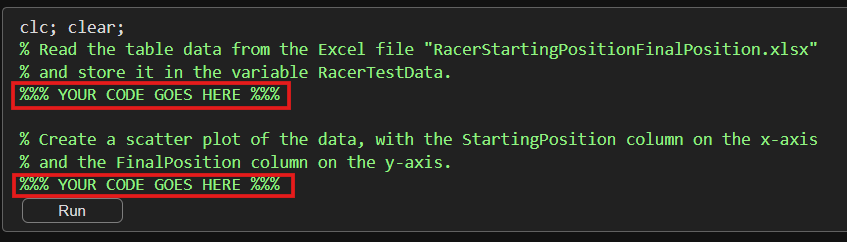 clc; clear;
% Read the table data from the Excel file "RacerStartingPositionFinalPosition.xlsx"
% and store it in the variable RacerTestData.
%%% YOUR CODE GOES HERE %%%
% Create a scatter plot of the data, with the StartingPosition column on the x-axis
% and the FinalPosition column on the y-axis.
%%% YOUR CODE GOES HERE %%%
Run